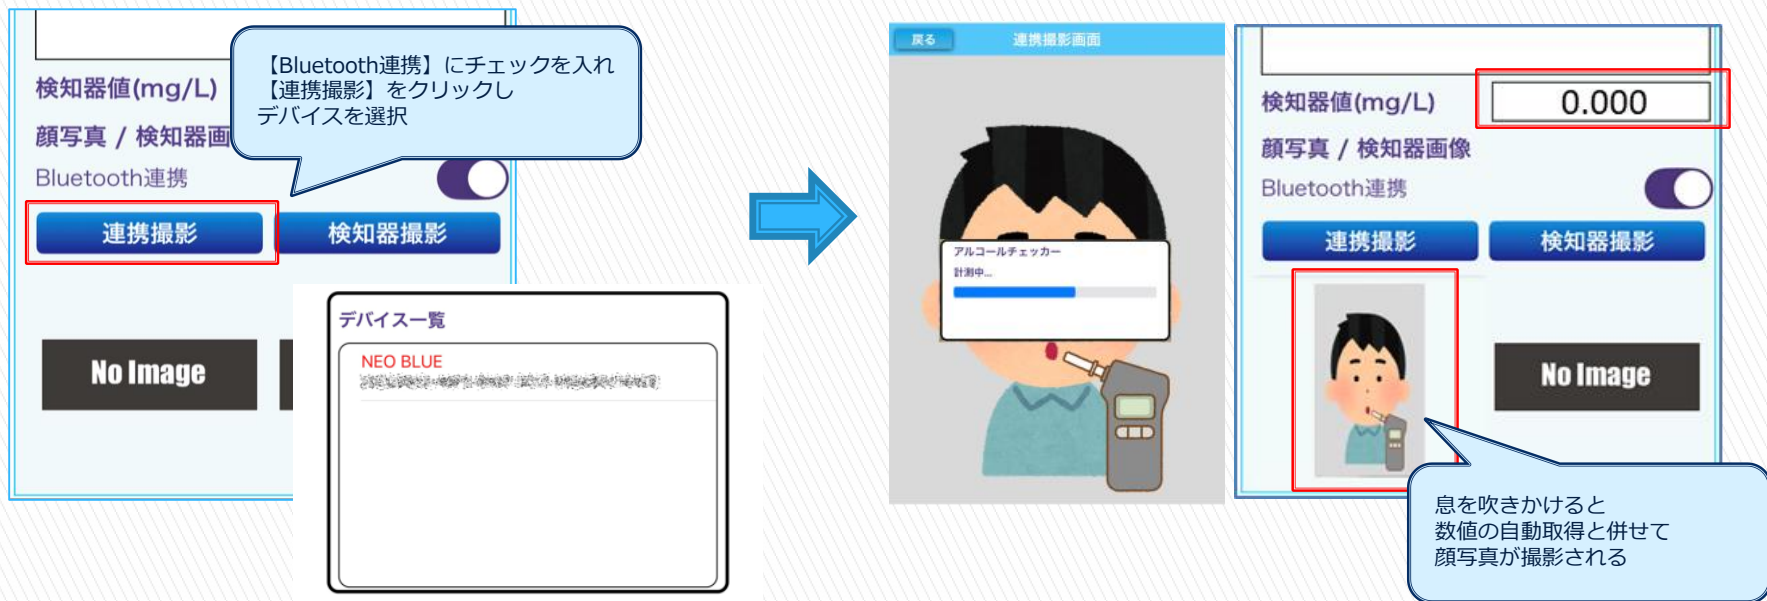 【Bluetooth連携】にチェックを入れ
【連携撮影】をクリックし
デバイスを選択
検知器値(mg/L)
顔写真 / 検知器画
Bluetooth連携
連携撮影
検知器撮影
No Image
デバイス一覧
NEO BLUE
戻る
連携撮影画面
アルコールチェッカー
計測中...
検知器値(mg/L)
0.000
顔写真 / 検知器画像
Bluetooth連携
連携撮影
検知器撮影
No Image
息を吹きかけると
数値の自動取得と併せて
顔写真が撮影される